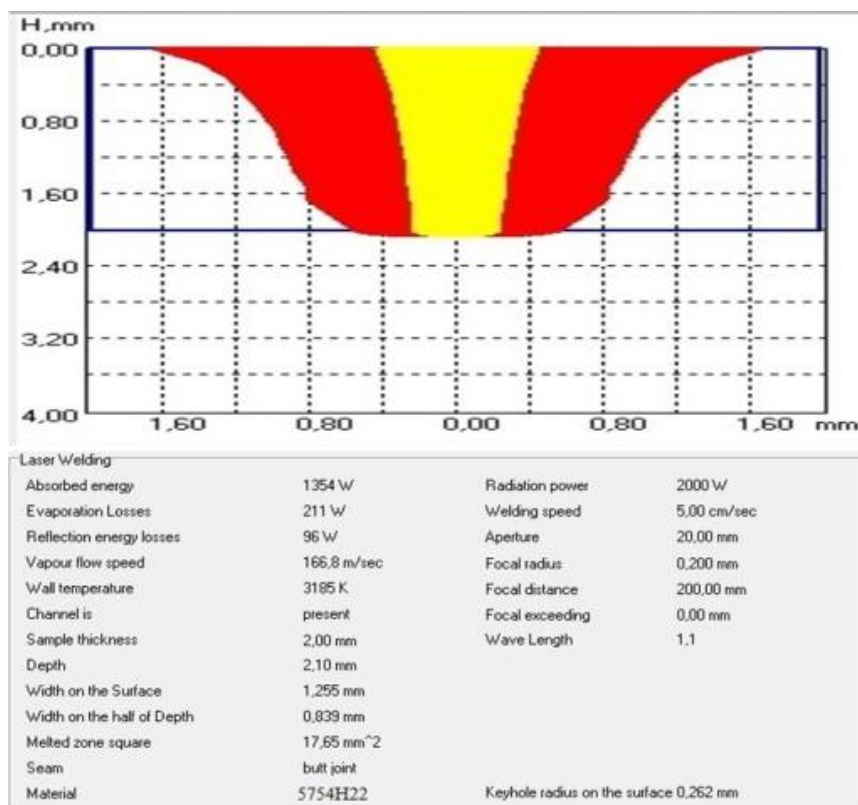 H,mm
0,00
0,80
1,60
2,40
3,20
4,00
1,60 0,80 0,00 0,80 1,60 mm
Laser Welding
Absorbed energy 1354 W Radiation power 2000 W
Evaporation Losses 211 W Welding speed 5,00 cm/sec
Reflection energy losses 96 W Aperture 20,00 mm
Vapour flow speed 166,8 m/sec Focal radius 0,200 mm
Wall temperature 3185 K Focal distance 200,00 mm
Channel is present Focal exceeding 0,00 mm
Sample thickness 2,00 mm Wave Length 1,1
Depth 2,10 mm
Width on the Surface 1,255 mm
Width on the half of Depth 0,839 mm
Melted zone square 17,65 mm^2
Seam butt joint
Material 5754H22 Keyhole radius on the surface 0,262 mm